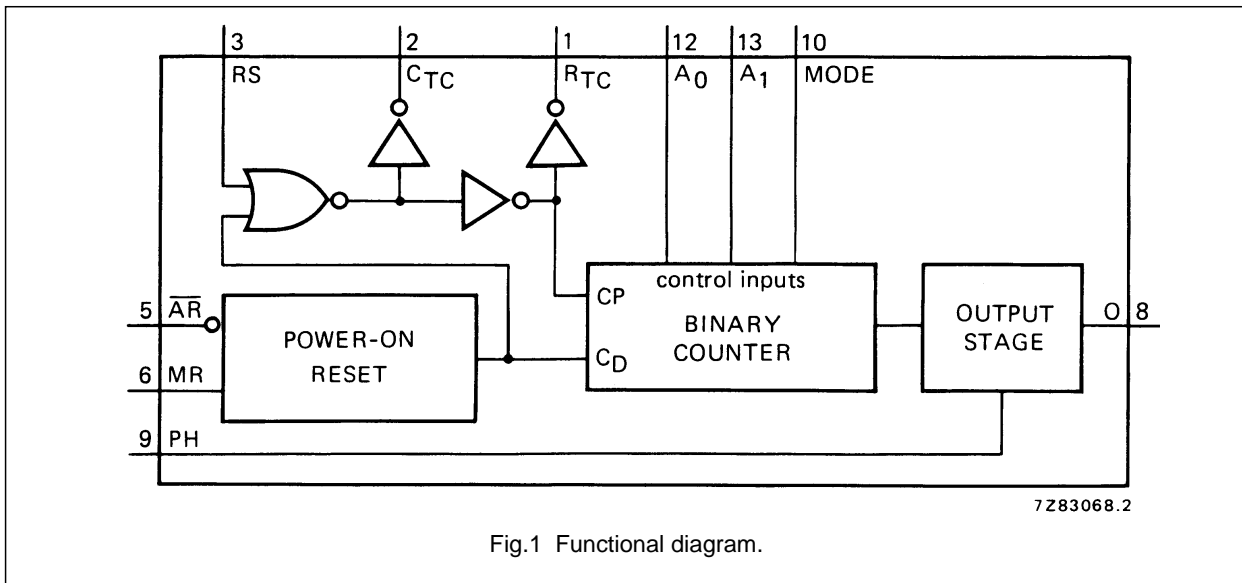 3 2 1 12 13 10
RS CTC RTC A0 A1 MODE
control inputs
CP
BINARY
COUNTER
CD
OUTPUT
STAGE
O 8
5 A̅R̅
POWER-ON
RESET
6 MR
9 PH
7Z83068.2
Fig.1 Functional diagram.